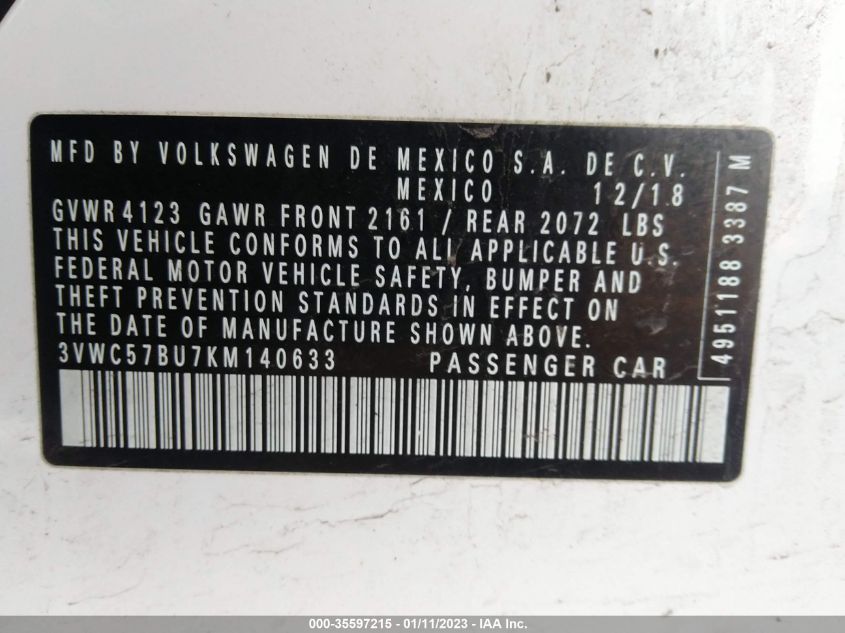 MFD BY VOLKSWAGEN DE MEXICO S.A. DE C.V.
MEXICO 12/18
GVWR 4123 GAWR FRONT 2161 / REAR 2072 LBS
THIS VEHICLE CONFORMS TO ALL APPLICABLE U.S.
FEDERAL MOTOR VEHICLE SAFETY, BUMPER AND
THEFT PREVENTION STANDARDS IN EFFECT ON
THE DATE OF MANUFACTURE SHOWN ABOVE.
3VWC57BU7KM140633 PASSENGER CAR
4951188 3387 M
000-35597215 - 01/11/2023 - IAA Inc.